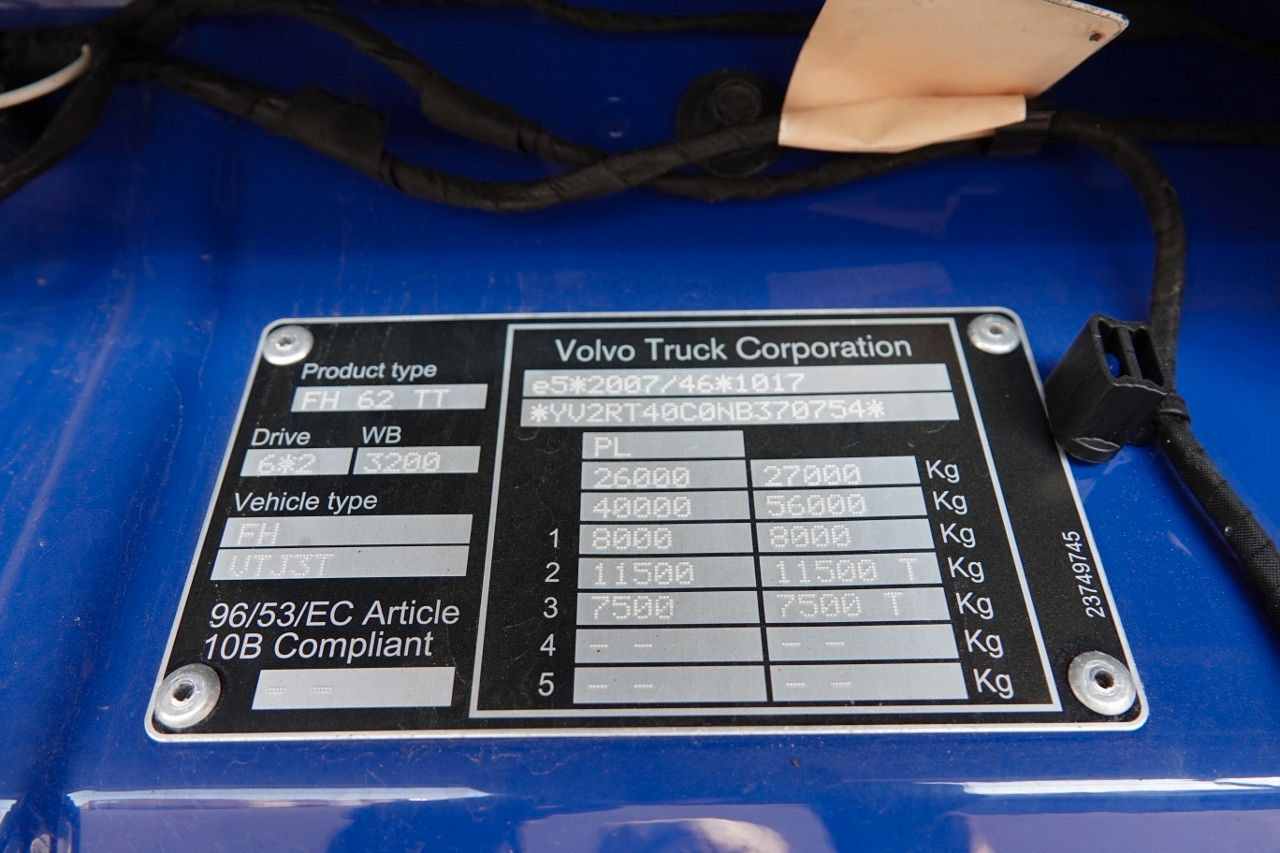 Product type
FH 62 TT
Drive WB
6*2 3200
Vehicle type
FH
VTJ3T
96/53/EC Article
10B Compliant
-- --
Volvo Truck Corporation
e5*2007/46*1017
*YV2RT40C0NB370754*
PL
26000 27000 Kg
40000 56000 Kg
1 8000 8000 Kg
2 11500 11500 T Kg
3 7500 7500 T Kg
4 -- -- -- -- Kg
5 -- -- -- -- Kg
23749745